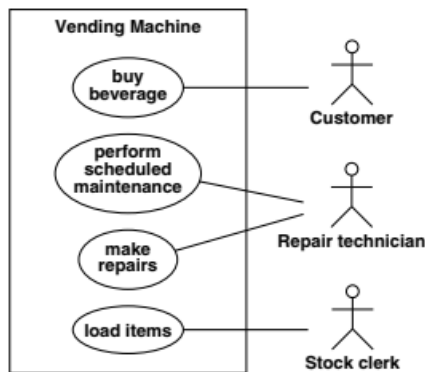 Vending Machine
buy
beverage
Customer
perform
scheduled
maintenance
Repair technician
make
repairs
load items
Stock clerk